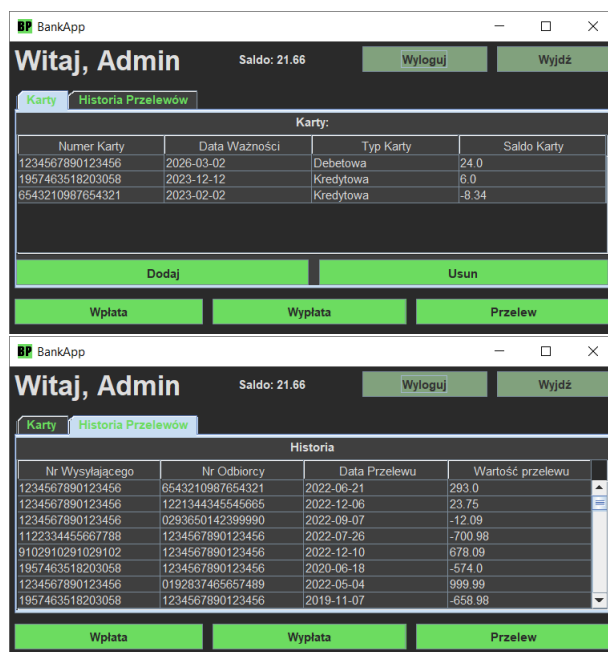 BP BankApp
Witaj, Admin Saldo: 21.66 Wyloguj Wyjdź
Karty Historia Przelewów
Karty:
Numer Karty Data Ważności Typ Karty Saldo Karty
1234567890123456 2026-03-02 Debetowa 24.0
1957463518203058 2023-12-12 Kredytowa 6.0
6543210987654321 2023-02-02 Kredytowa -8.34
Dodaj Usun
Wpłata Wypłata Przelew
BP BankApp
Witaj, Admin Saldo: 21.66 Wyloguj Wyjdź
Karty Historia Przelewów
Historia
Nr Wysyłającego Nr Odbiorcy Data Przelewu Wartość przelewu
1234567890123456 6543210987654321 2022-06-21 293.0
1234567890123456 1221344345545665 2022-12-06 23.75
1234567890123456 0293650142399990 2022-09-07 -12.09
1122334455667788 1234567890123456 2022-07-26 -700.98
9102910291029102 1234567890123456 2022-12-10 678.09
1957463518203058 1234567890123456 2020-06-18 -574.0
1234567890123456 0192837465657489 2022-05-04 999.99
1957463518203058 1234567890123456 2019-11-07 -658.98
Wpłata Wypłata Przelew